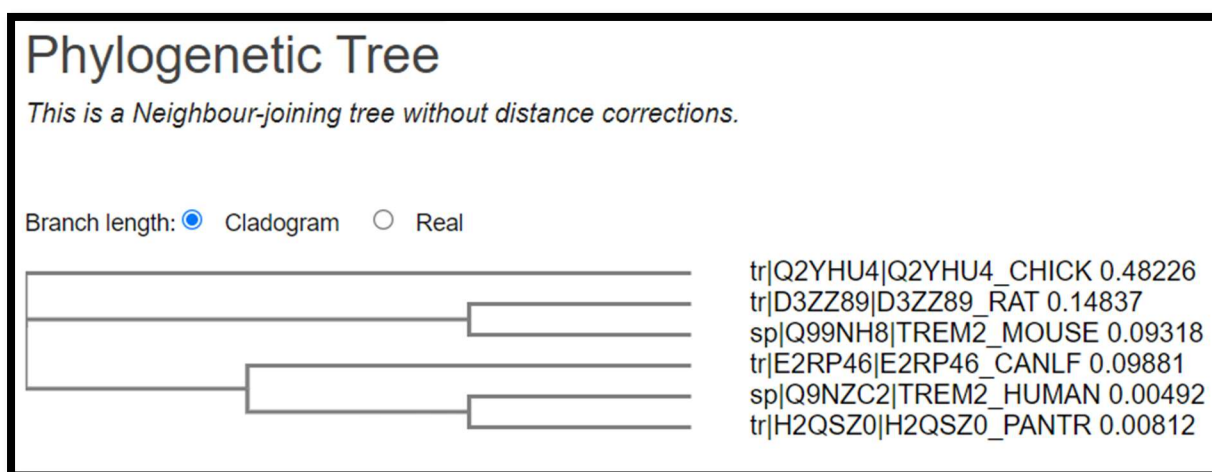 Phylogenetic Tree
This is a Neighbour-joining tree without distance corrections.
Branch length: Cladogram Real
tr|Q2YHU4|Q2YHU4_CHICK 0.48226
tr|D3ZZ89|D3ZZ89_RAT 0.14837
sp|Q99NH8|TREM2_MOUSE 0.09318
tr|E2RP46|E2RP46_CANLF 0.09881
sp|Q9NZC2|TREM2_HUMAN 0.00492
tr|H2QSZ0|H2QSZ0_PANTR 0.00812